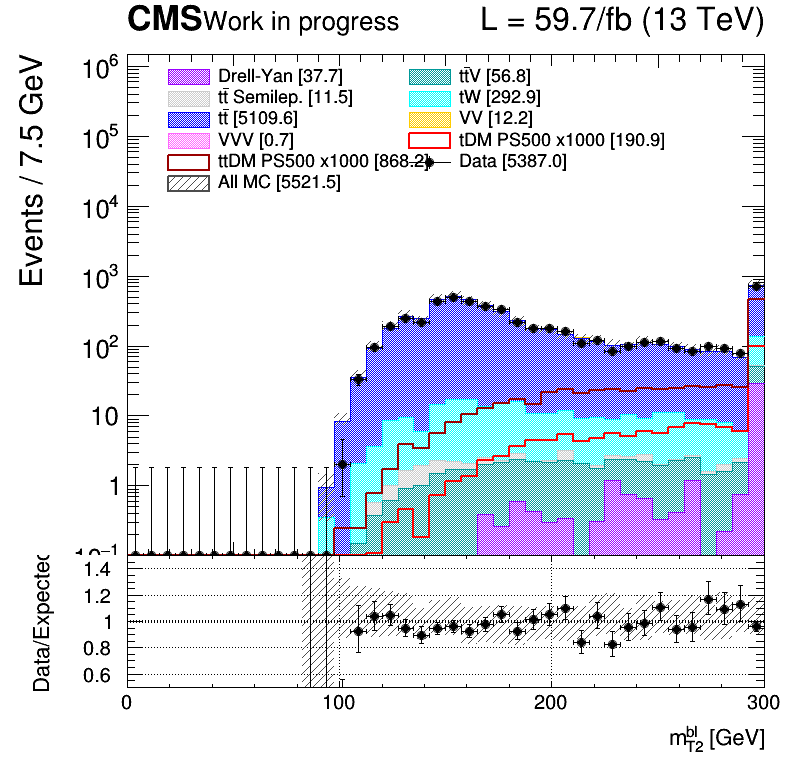 CMS Work in progress L = 59.7/fb (13 TeV)
Events / 7.5 GeV
10⁶
10⁵
10⁴
10³
10²
10
1
10⁻¹
Drell-Yan [37.7]
tt̄V [56.8]
tt̄ Semilep. [11.5]
tW [292.9]
tt̄ [5109.6]
VV [12.2]
VVV [0.7]
tDM PS500 x1000 [190.9]
ttDM PS500 x1000 [868.2]
Data [5387.0]
All MC [5521.5]
Data/Expected
1.4
1.2
1
0.8
0.6
0 100 200 300
m_T2^bl [GeV]